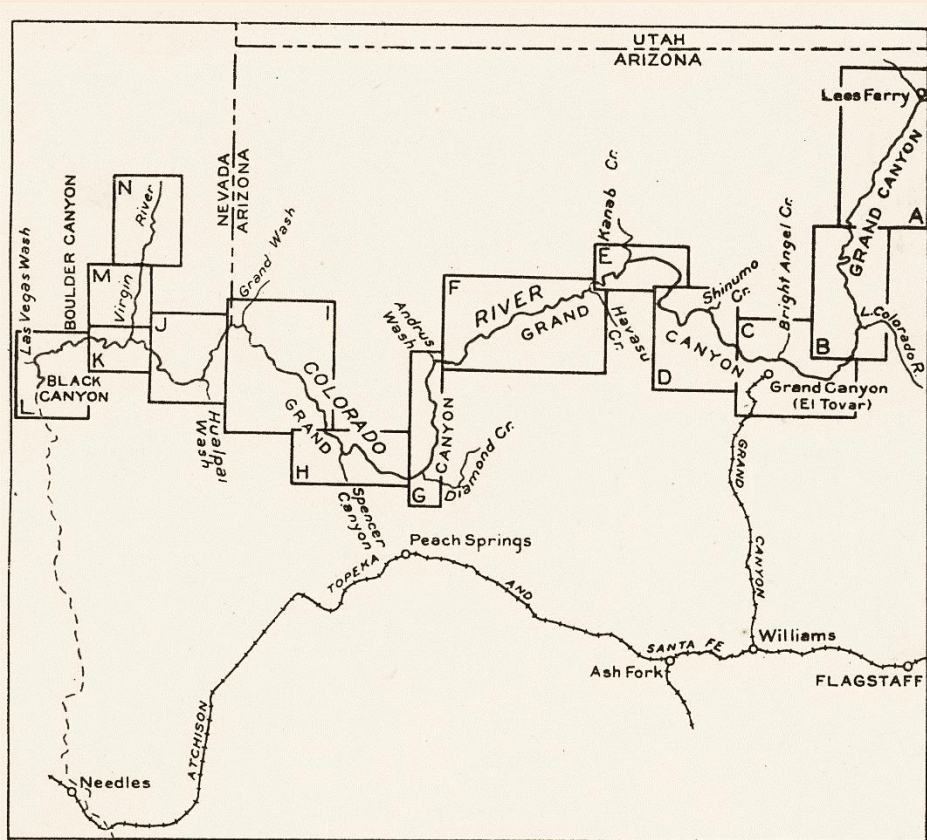 UTAH
ARIZONA
Lees Ferry
GRAND CANYON
A
NEVADA
ARIZONA
Kanab Cr.
N
River
BOULDER CANYON
Las Vegas Wash
M
Virgin
Grand Wash
E
F
RIVER
GRAND
Havasu
Cr.
Shinumo
Cr.
Bright Angel Cr.
L. Colorado R.
J
I
Andrus
Wash
C
B
CANYON
D
K
BLACK
CANYON
L
COLORADO
GRAND
Grand Canyon
(El Tovar)
Hualpai
Wash
CANYON
Diamond Cr.
H
G
Spencer
Canyon
GRAND
CANYON
Peach Springs
ATCHISON
TOPEKA
AND
SANTA FE
Williams
Ash Fork
FLAGSTAFF
Needles